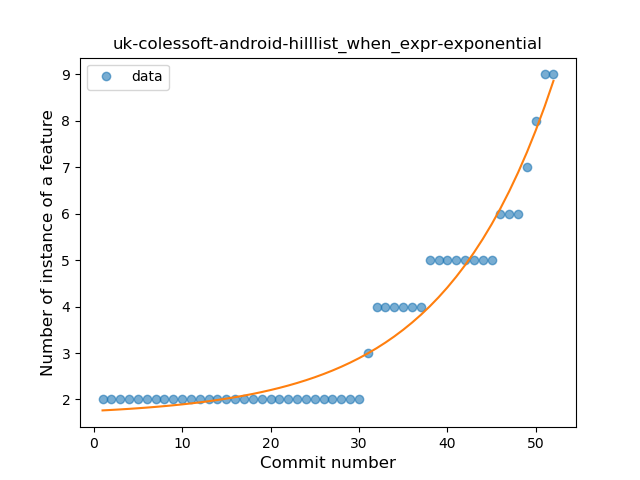 uk-colessoft-android-hilllist_when_expr-exponential
data
Number of instance of a feature
9
8
7
6
5
4
3
2
0 10 20 30 40 50
Commit number